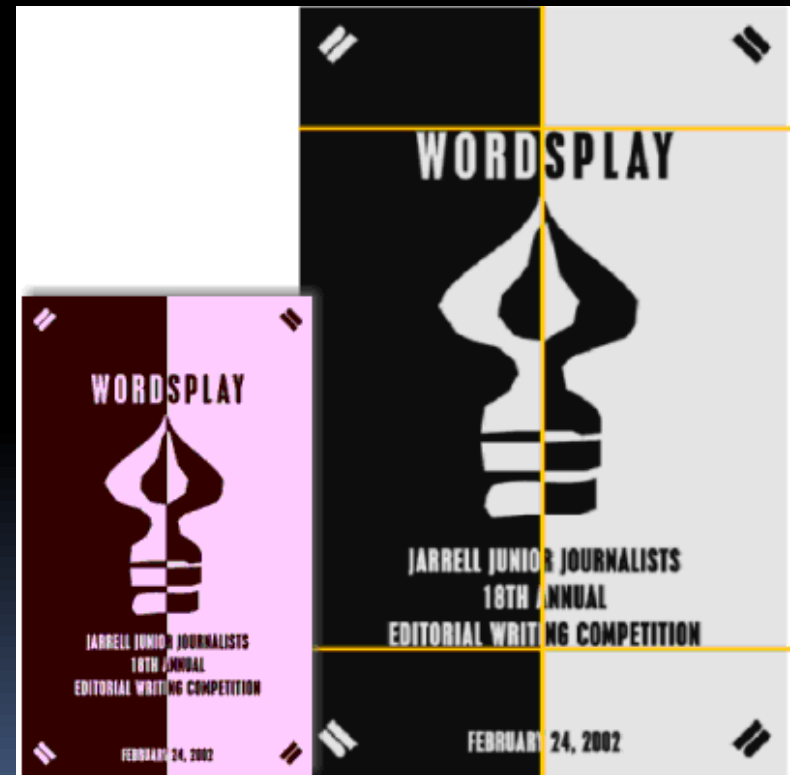 WORDSPLAY
JARRELL JUNIOR JOURNALISTS
18TH ANNUAL
EDITORIAL WRITING COMPETITION
FEBRUARY 24, 2002
WORDSPLAY
JARRELL JUNIOR JOURNALISTS
18TH ANNUAL
EDITORIAL WRITING COMPETITION
FEBRUARY 24, 2002